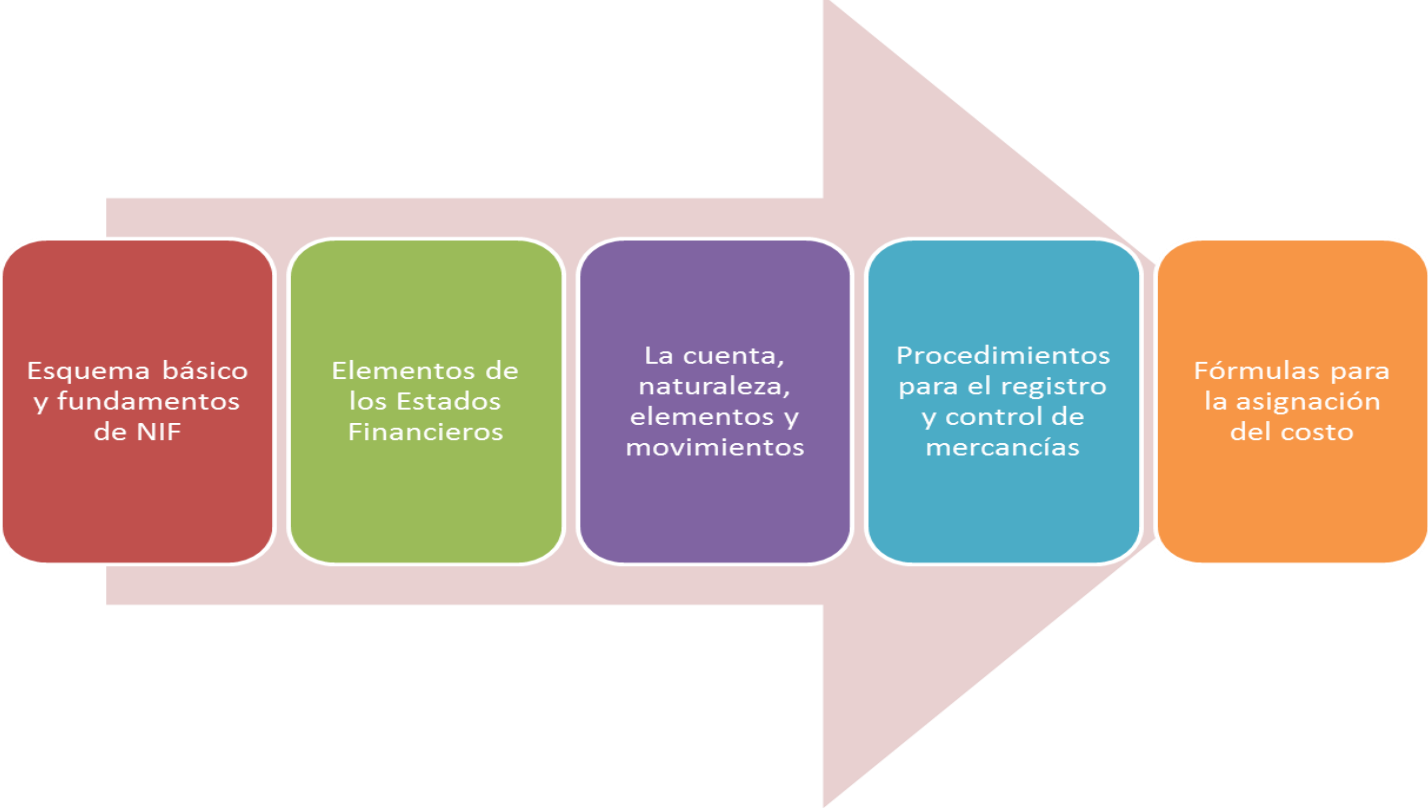 Esquema básico
y fundamentos
de NIF
Elementos de
los Estados
Financieros
La cuenta,
naturaleza,
elementos y
movimientos
Procedimientos
para el registro
y control de
mercancías
Fórmulas para
la asignación
del costo